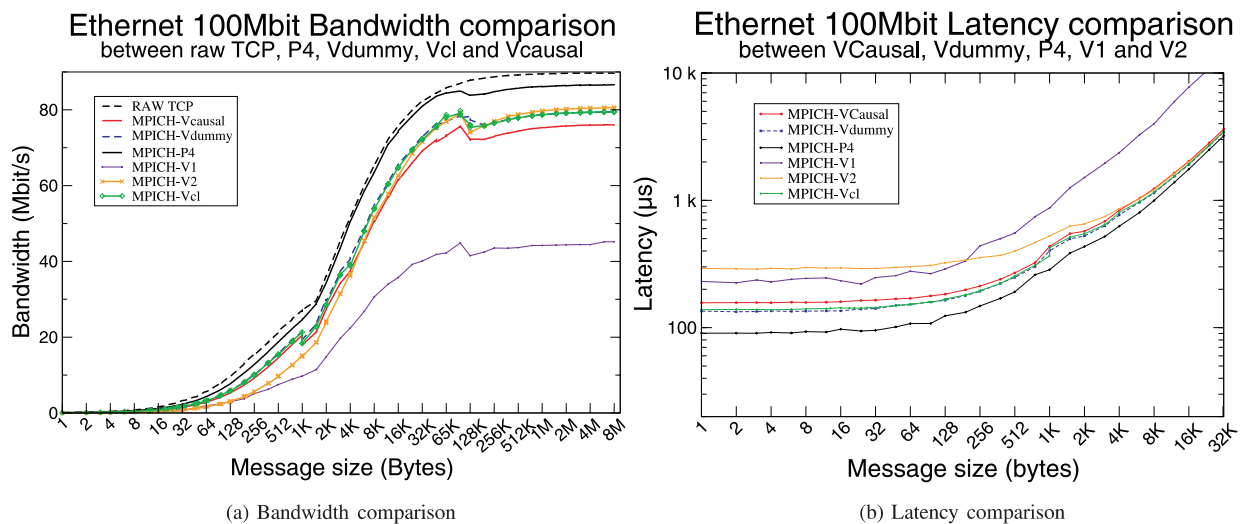 Ethernet 100Mbit Bandwidth comparison
between raw TCP, P4, Vdummy, Vcl and Vcausal
Bandwidth (Mbit/s)
80
60
40
20
0
RAW TCP
MPICH-Vcausal
MPICH-Vdummy
MPICH-P4
MPICH-V1
MPICH-V2
MPICH-Vcl
1 2 4 8 16 32 64 128 256 512 1K 2K 4K 8K 16K 32K 65K 128K 256K 512K 1M 2M 4M 8M
Message size (Bytes)
(a) Bandwidth comparison
Ethernet 100Mbit Latency comparison
between VCausal, Vdummy, P4, V1 and V2
Latency (μs)
10 k
1 k
100
MPICH-VCausal
MPICH-Vdummy
MPICH-P4
MPICH-V1
MPICH-V2
MPICH-Vcl
1 2 4 8 16 32 64 128 256 512 1K 2K 4K 8K 16K 32K
Message size (bytes)
(b) Latency comparison